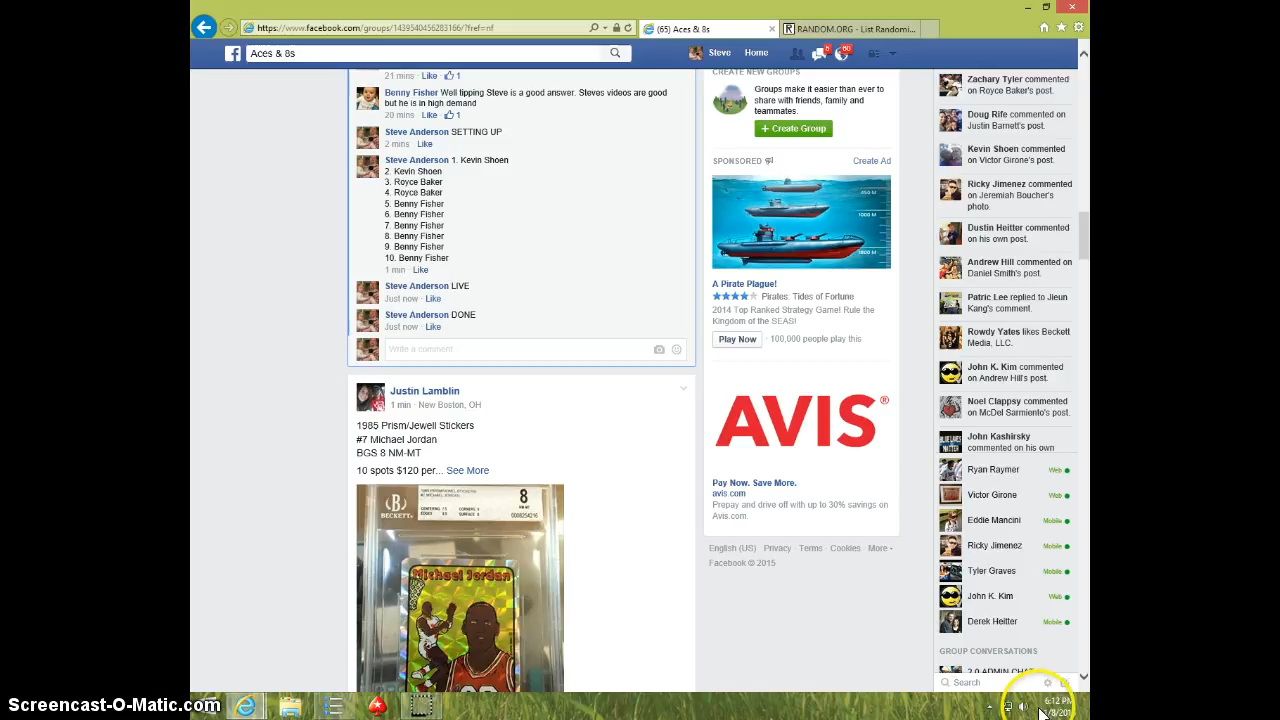 https://www.facebook.com/groups/1439540456283166/?fref=nf
(65) Aces & 8s
RANDOM.ORG - List Randomi...
Aces & 8s
Steve
Home
5
60
21 mins · Like · 1
Benny Fisher Well tipping Steve is a good answer. Steves videos are good
but he is in high demand
20 mins · Like · 1
Steve Anderson SETTING UP
2 mins · Like
Steve Anderson 1. Kevin Shoen
2. Kevin Shoen
3. Royce Baker
4. Royce Baker
5. Benny Fisher
6. Benny Fisher
7. Benny Fisher
8. Benny Fisher
9. Benny Fisher
10. Benny Fisher
1 min · Like
Steve Anderson LIVE
Just now · Like
Steve Anderson DONE
Just now · Like
Write a comment
Justin Lamblin
1 min · New Boston, OH
1985 Prism/Jewell Stickers
#7 Michael Jordan
BGS 8 NM-MT
10 spots $120 per... See More
BECKETT
8
NM-MT
Michael Jordan
CREATE NEW GROUPS
Groups make it easier than ever to
share with friends, family and
teammates.
+ Create Group
SPONSORED
Create Ad
A Pirate Plague!
Pirates: Tides of Fortune
2014 Top Ranked Strategy Game! Rule the
Kingdom of the SEAS!
Play Now
· 100,000 people play this
AVIS®
Pay Now. Save More.
avis.com
Prepay and drive off with up to 30% savings on
Avis.com.
English (US) Privacy Terms Cookies More
Facebook © 2015
Zachary Tyler commented
on Royce Baker's post.
Doug Rife commented
on Justin Barnett's post.
Kevin Shoen commented
on Victor Girone's post.
Ricky Jimenez commented
on Jeremiah Boucher's
photo.
Dustin Heitter commented
on his own post.
Andrew Hill commented on
Daniel Smith's post.
Patric Lee replied to Jieun
Kang's comment.
Rowdy Yates likes Beckett
Media, LLC.
John K. Kim commented
on Andrew Hill's post.
Noel Clappsy commented
on McDel Sarmiento's post.
John Kashirsky
commented on his own
Ryan Raymer Web
Victor Girone Web
Eddie Mancini Mobile
Ricky Jimenez Mobile
Tyler Graves Mobile
John K. Kim Web
Derek Heitter Mobile
GROUP CONVERSATIONS
2.0 ADMIN CHAT
Search
6:12 PM
Screencast-O-Matic.com